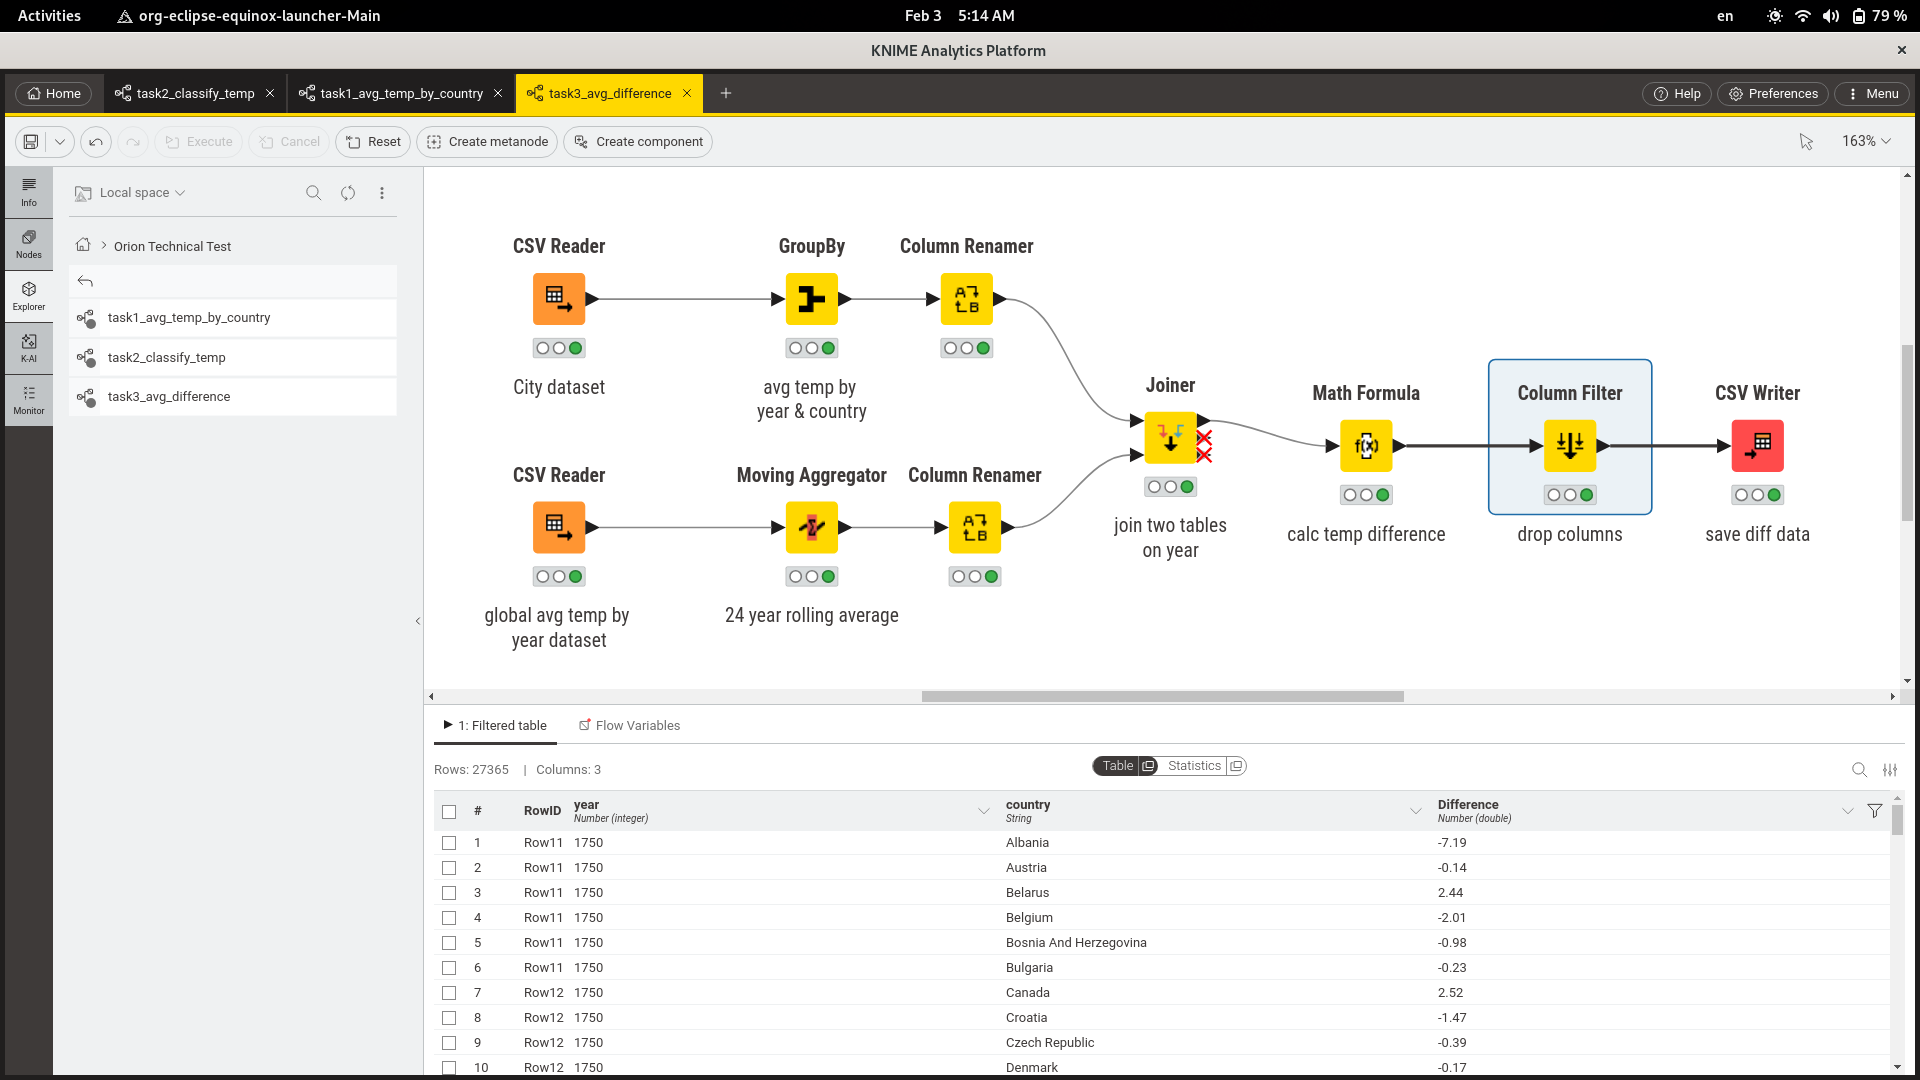 Activities
org-eclipse-equinox-launcher-Main
Feb 3 5:14 AM
en
79 %
KNIME Analytics Platform
Home
task2_classify_temp
task1_avg_temp_by_country
task3_avg_difference
Help
Preferences
Menu
Execute
Cancel
Reset
Create metanode
Create component
163%
Info
Nodes
Explorer
K-AI
Monitor
Local space
Orion Technical Test
task1_avg_temp_by_country
task2_classify_temp
task3_avg_difference
CSV Reader
City dataset
GroupBy
avg temp by
year & country
Column Renamer
A
B
CSV Reader
global avg temp by
year dataset
Moving Aggregator
24 year rolling average
Column Renamer
A
B
Joiner
join two tables
on year
Math Formula
f(x)
calc temp difference
Column Filter
drop columns
CSV Writer
save diff data
1: Filtered table
Flow Variables
Rows: 27365 | Columns: 3
Table
Statistics
# RowID year country Difference
Number (integer) String Number (double)
1 Row11 1750 Albania -7.19
2 Row11 1750 Austria -0.14
3 Row11 1750 Belarus 2.44
4 Row11 1750 Belgium -2.01
5 Row11 1750 Bosnia And Herzegovina -0.98
6 Row11 1750 Bulgaria -0.23
7 Row12 1750 Canada 2.52
8 Row12 1750 Croatia -1.47
9 Row12 1750 Czech Republic -0.39
10 Row12 1750 Denmark -0.17